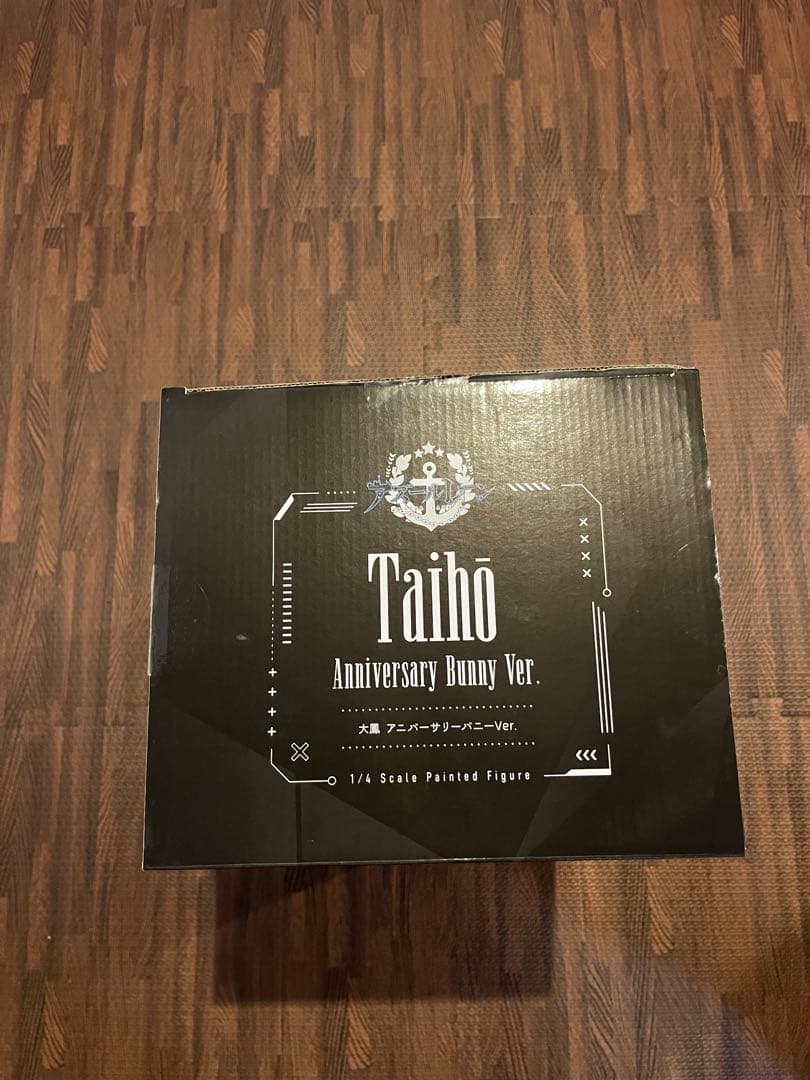 アズールレーン
Taihō
Anniversary Bunny Ver.
大鳳 アニバーサリーバニーVer.
1/4 Scale Painted Figure